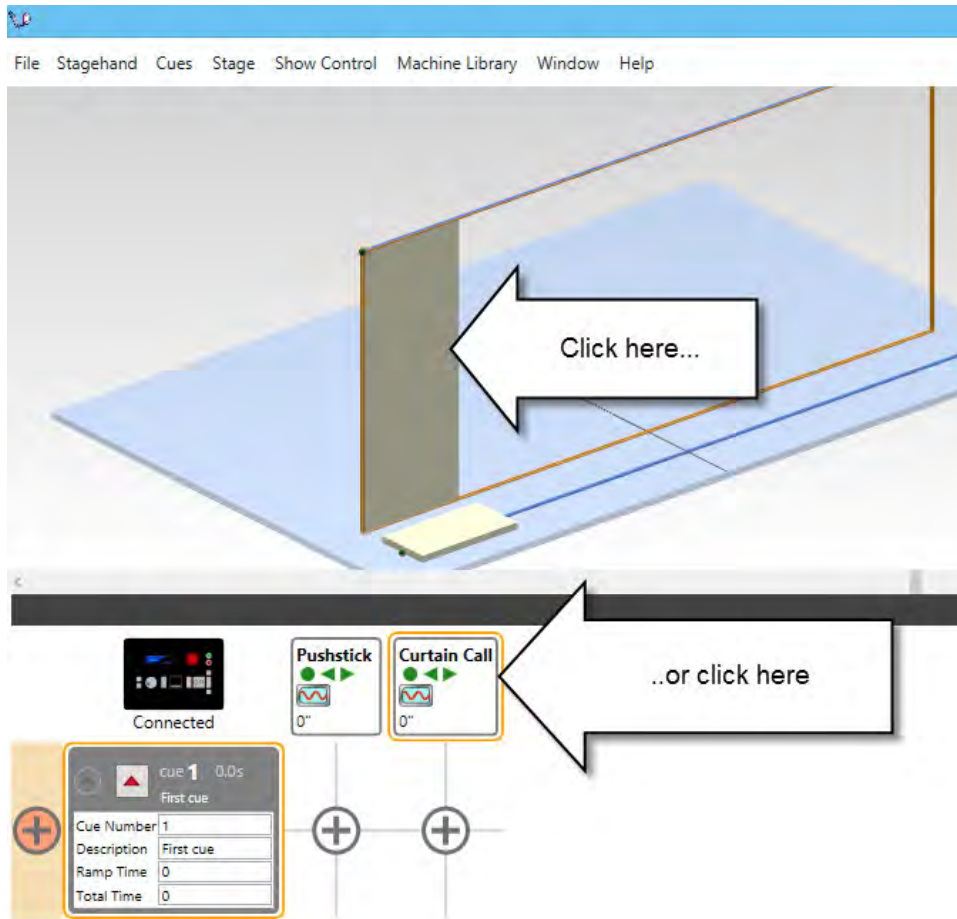 File Stagehand Cues Stage Show Control Machine Library Window Help
Click here...
..or click here
Pushstick
0"
Curtain Call
0"
Connected
cue 1 0.0s
First cue
Cue Number 1
Description First cue
Ramp Time 0
Total Time 0